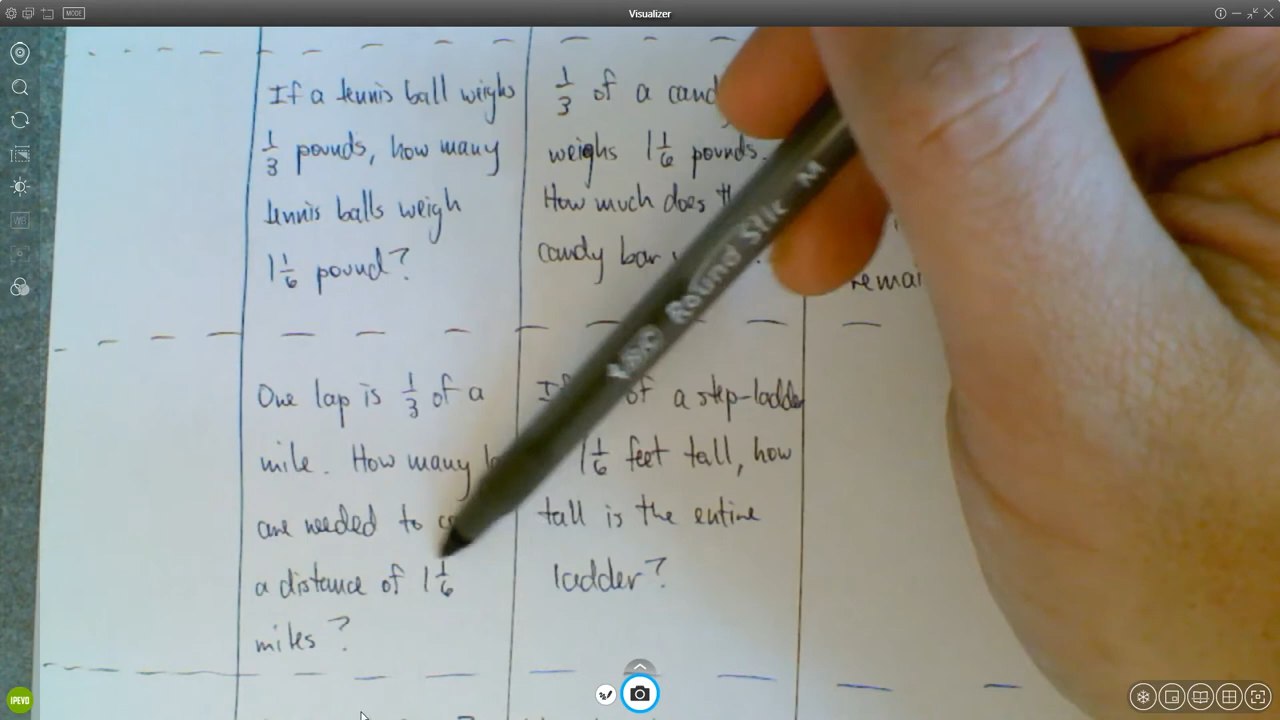 MODE
Visualizer
If a tennis ball weighs
1/3 pounds, how many
tennis balls weigh
1 1/6 pound?
1/3 of a
weighs 1 1/6 pounds.
How much does
candy bar
remai
One lap is 1/3 of a
mile. How many
are needed to
a distance of 1 1/6
miles?
of a step-ladder
1 1/6 feet tall, how
tall is the entire
ladder?
Round Stic M
IPEVO